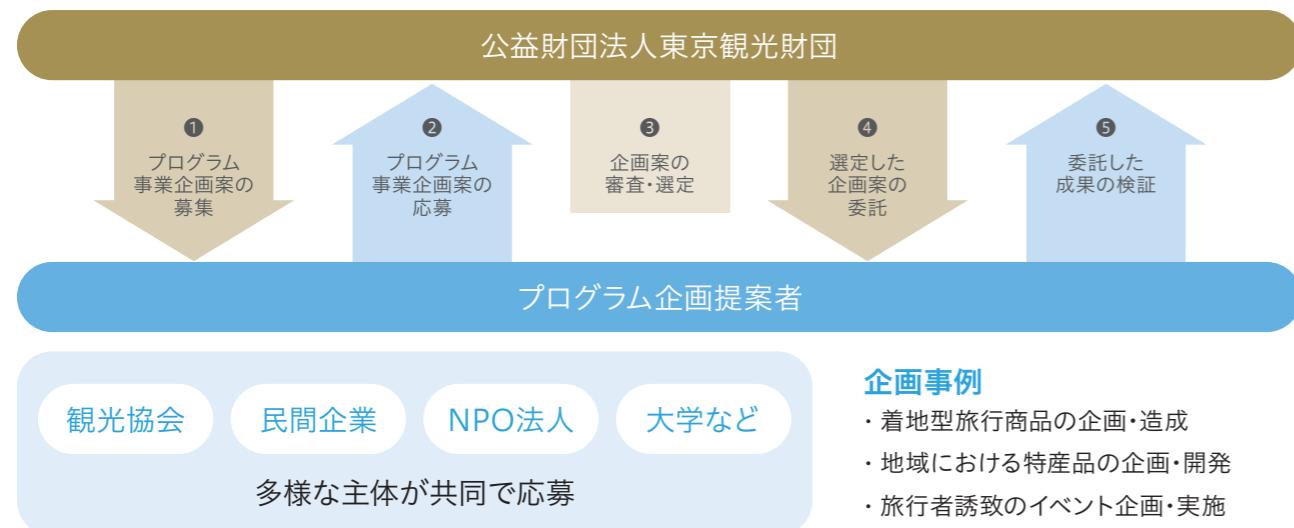 公益財団法人東京観光財団
❶
プログラム
事業企画案の
募集
❷
プログラム
事業企画案の
応募
❸
企画案の
審査・選定
❹
選定した
企画案の
委託
❺
委託した
成果の検証
プログラム企画提案者
観光協会
民間企業
NPO法人
大学など
多様な主体が共同で応募
企画事例
・着地型旅行商品の企画・造成
・地域における特産品の企画・開発
・旅行者誘致のイベント企画・実施